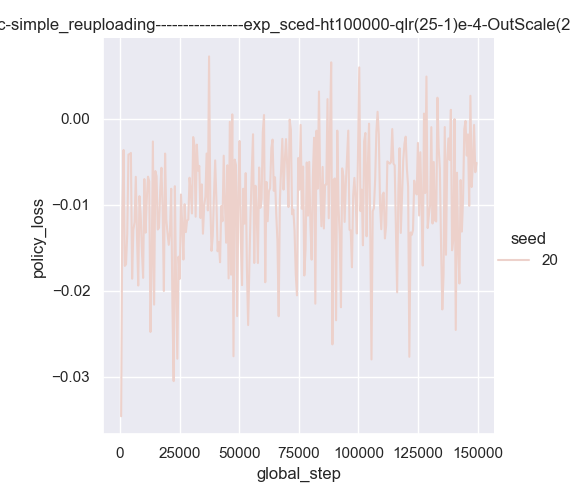 c-simple_reuploading----------------exp_sced-ht100000-qlr(25-1)e-4-OutScale(2
0.00
−0.01
−0.02
−0.03
policy_loss
0 25000 50000 75000 100000 125000 150000
global_step
seed
20